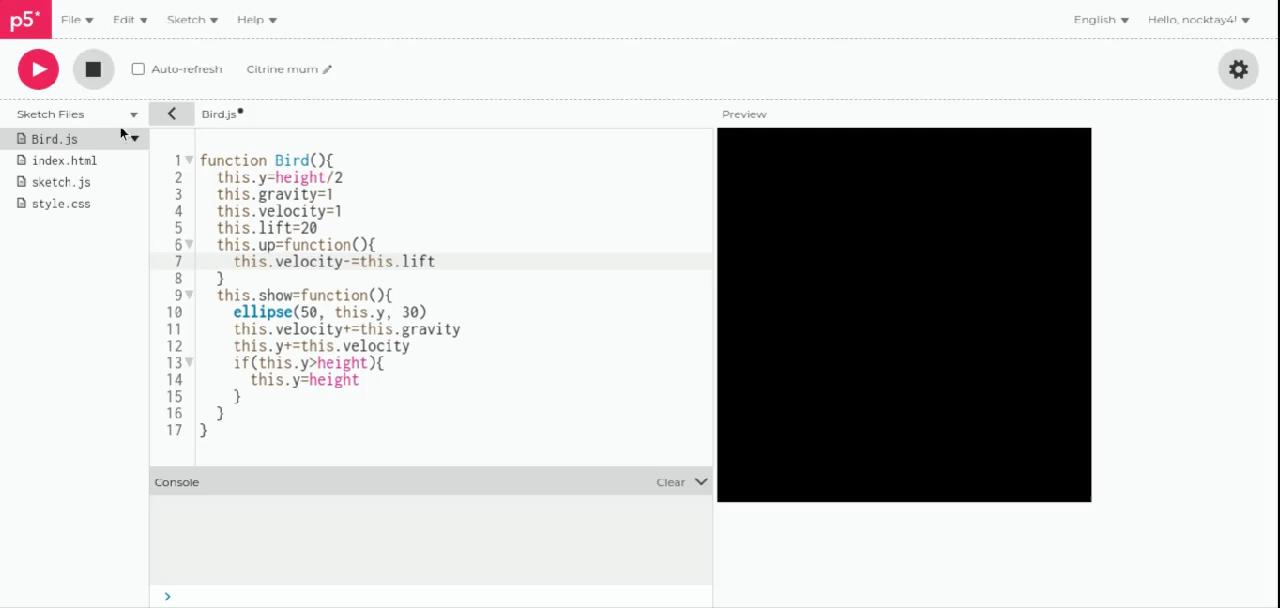 p5* File Edit Sketch Help English Hello, nocktay4!
Auto-refresh Citrine mum
Sketch Files
Bird.js
index.html
sketch.js
style.css
Bird.js
1 function Bird(){
2 this.y=height/2
3 this.gravity=1
4 this.velocity=1
5 this.lift=20
6 this.up=function(){
7 this.velocity-=this.lift
8 }
9 this.show=function(){
10 ellipse(50, this.y, 30)
11 this.velocity+=this.gravity
12 this.y+=this.velocity
13 if(this.y>height){
14 this.y=height
15 }
16 }
17 }
Console Clear
>
Preview